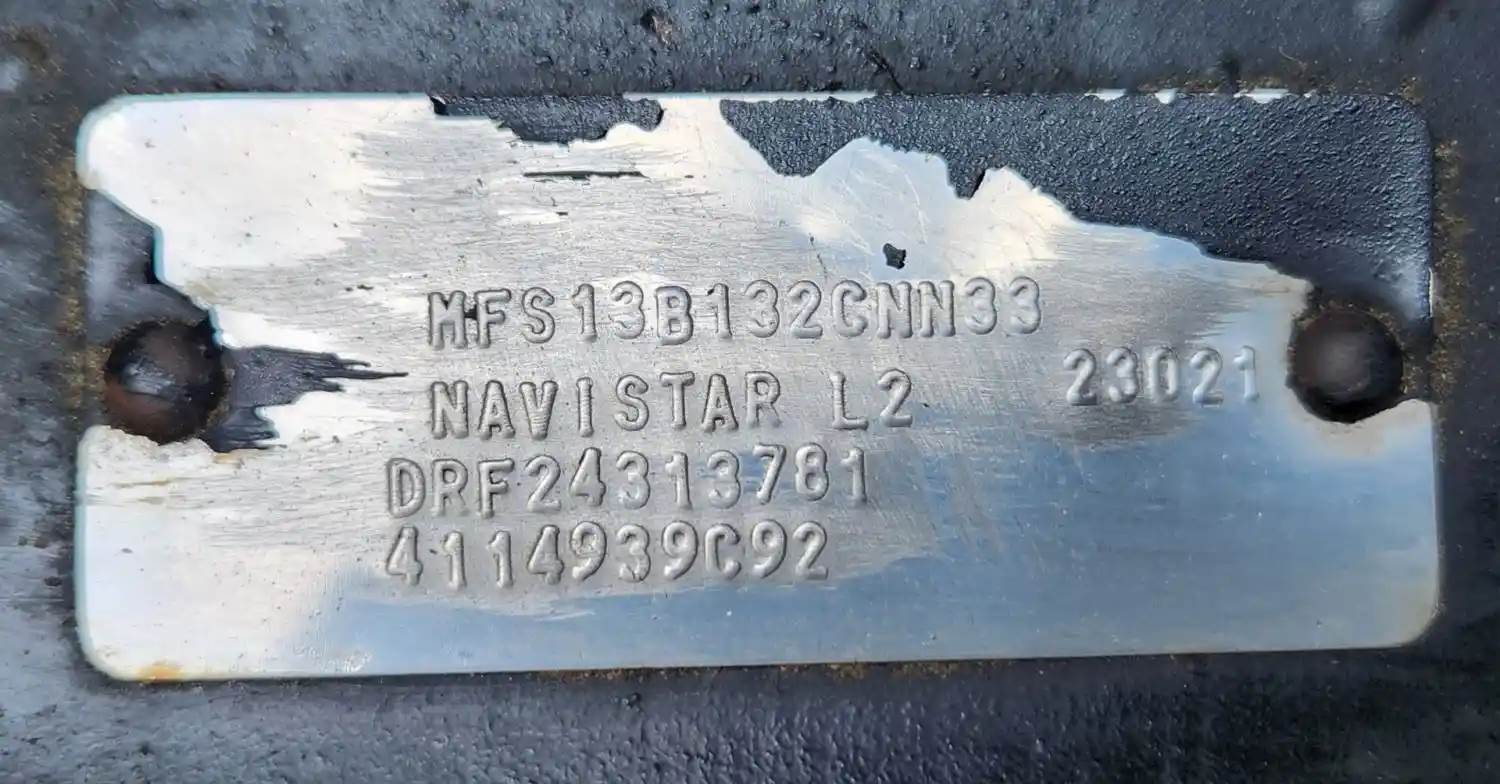 MFS13B132CNN33
NAVISTAR L2 23021
DRF24313781
4114939C92